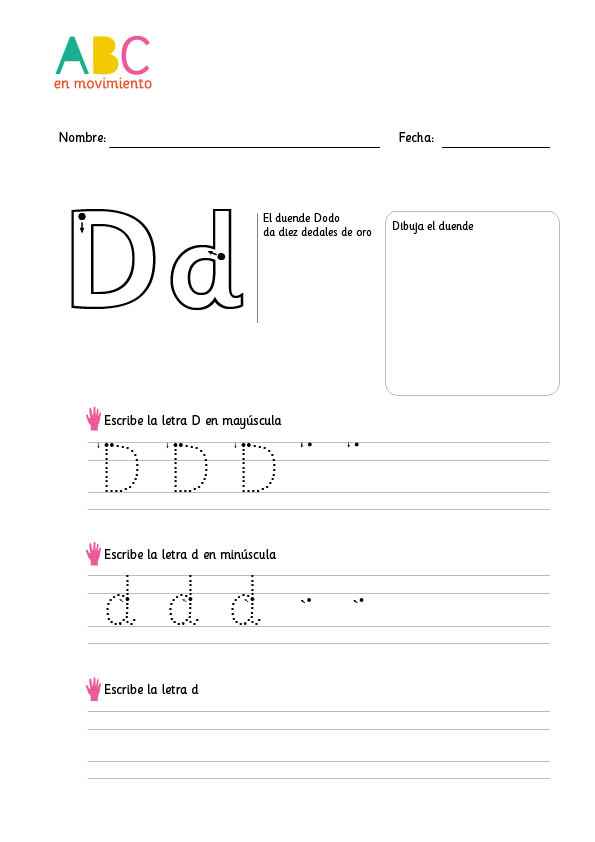 ABC
en movimiento
Nombre: Fecha:
Dd
El duende Dodo
da diez dedales de oro
Dibuja el duende
Escribe la letra D en mayúscula
D D D
Escribe la letra d en minúscula
d d d
Escribe la letra d